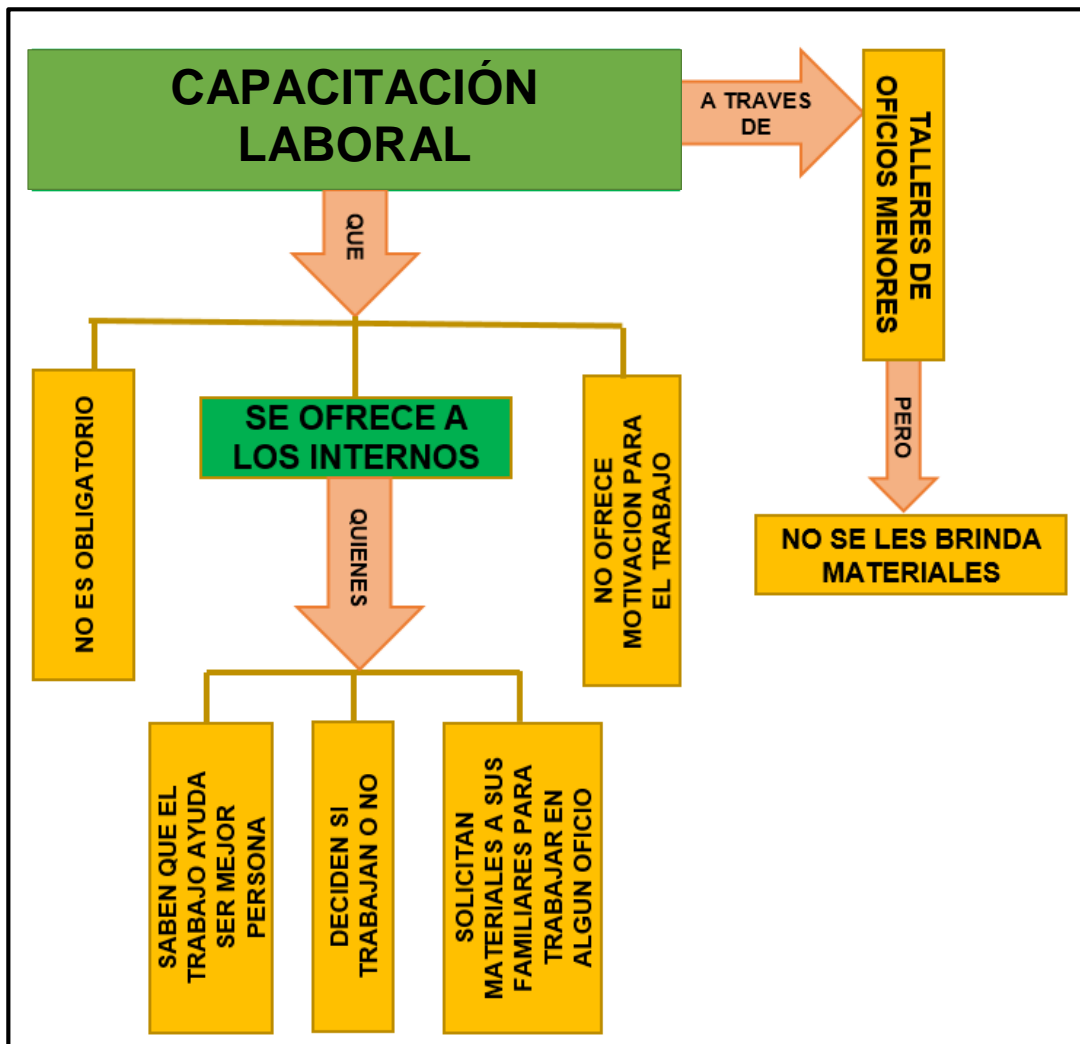 CAPACITACIÓN
LABORAL
A TRAVES
DE
TALLERES DE
OFICIOS MENORES
QUE
PERO
NO ES OBLIGATORIO
SE OFRECE A
LOS INTERNOS
NO OFRECE
MOTIVACION PARA
EL TRABAJO
NO SE LES BRINDA
MATERIALES
QUIENES
SABEN QUE EL
TRABAJO AYUDA
SER MEJOR
PERSONA
DECIDEN SI
TRABAJAN O NO
SOLICITAN
MATERIALES A SUS
FAMILIARES PARA
TRABAJAR EN
ALGUN OFICIO